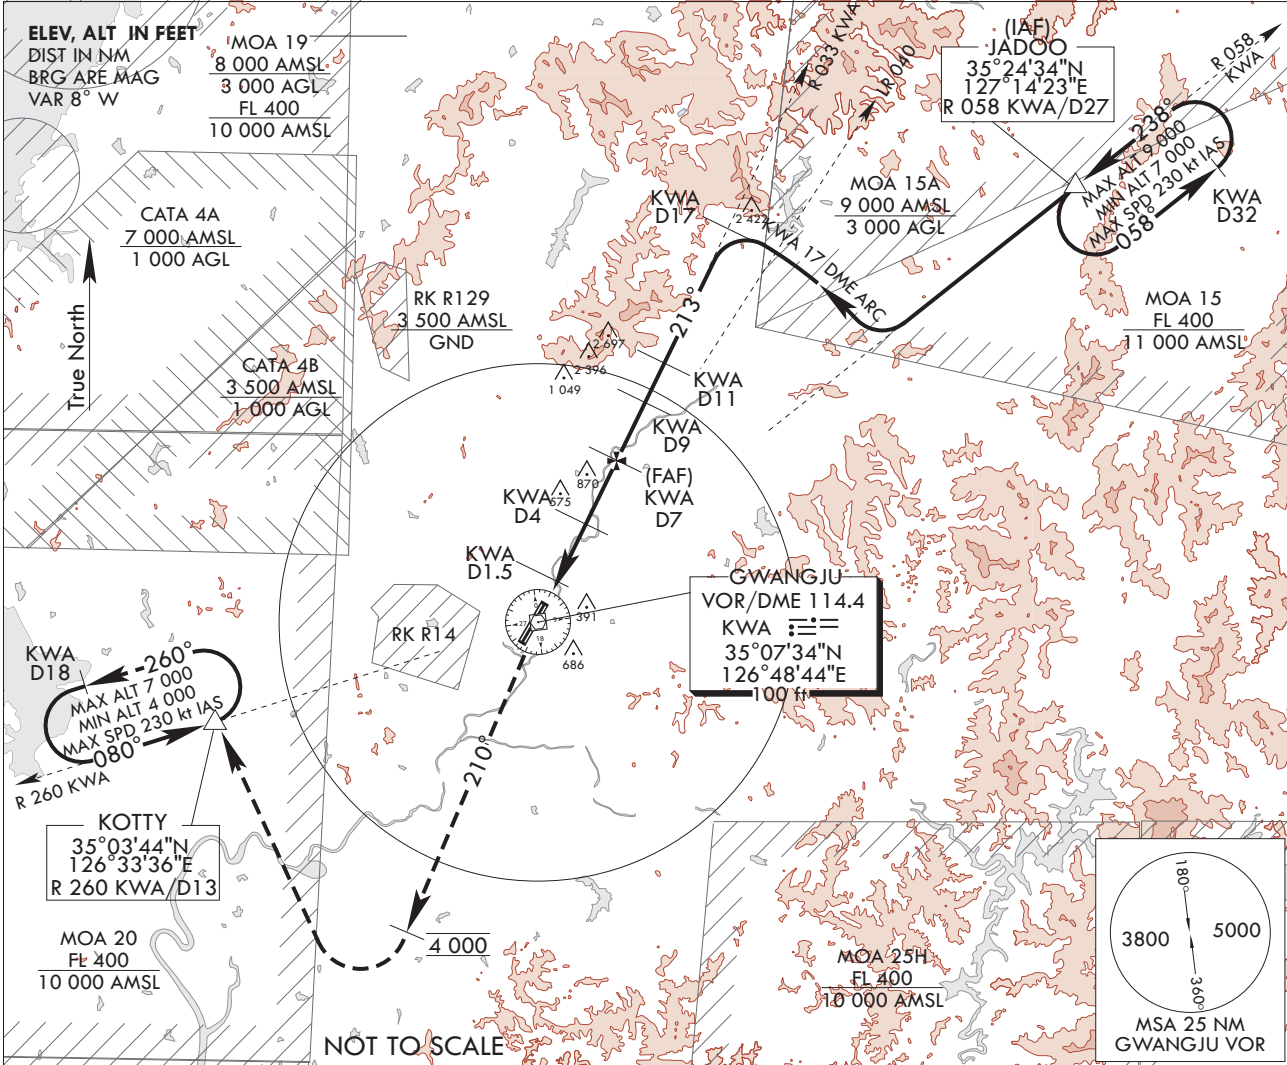 ELEV, ALT IN FEET
DIST IN NM
BRG ARE MAG
VAR 8° W
MOA 19
8 000 AMSL
3 000 AGL
FL 400
10 000 AMSL
R 033 KWA
LR 040
(IAF)
JADOO
35°24'34"N
127°14'23"E
R 058 KWA/D27
R 058
KWA
238°
MAX ALT 9 000
MIN ALT 7 000
MAX SPD 230 kt IAS
058°
KWA
D32
CATA 4A
7 000 AMSL
1 000 AGL
KWA
D17
2 422
KWA 17 DME ARC
MOA 15A
9 000 AMSL
3 000 AGL
True North
RK R129
3 500 AMSL
GND
213°
MOA 15
FL 400
11 000 AMSL
CATA 4B
3 500 AMSL
1 000 AGL
2 697
2 396
1 049
KWA
D11
KWA
D9
(FAF)
KWA
D7
870
575
KWA
D4
KWA
D1.5
GWANGJU
VOR/DME 114.4
KWA
35°07'34"N
126°48'44"E
100 ft
27
18
391
686
RK R14
KWA
D18
260°
MAX ALT 7 000
MIN ALT 4 000
MAX SPD 230 kt IAS
080°
R 260 KWA
210°
KOTTY
35°03'44"N
126°33'36"E
R 260 KWA/D13
4 000
MOA 20
FL 400
10 000 AMSL
MOA 25H
FL 400
10 000 AMSL
180°
3800
5000
360°
MSA 25 NM
GWANGJU VOR
NOT TO SCALE